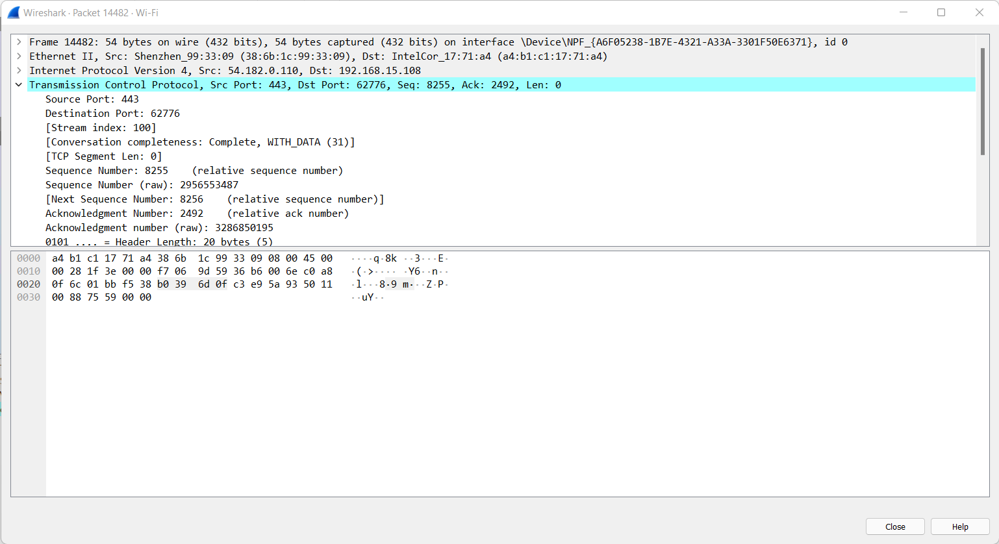 Wireshark · Packet 14482 · Wi-Fi
Frame 14482: 54 bytes on wire (432 bits), 54 bytes captured (432 bits) on interface \Device\NPF_{A6F05238-1B7E-4321-A33A-3301F50E6371}, id 0
Ethernet II, Src: Shenzhen_99:33:09 (38:6b:1c:99:33:09), Dst: IntelCor_17:71:a4 (a4:b1:c1:17:71:a4)
Internet Protocol Version 4, Src: 54.182.0.110, Dst: 192.168.15.108
Transmission Control Protocol, Src Port: 443, Dst Port: 62776, Seq: 8255, Ack: 2492, Len: 0
Source Port: 443
Destination Port: 62776
[Stream index: 100]
[Conversation completeness: Complete, WITH_DATA (31)]
[TCP Segment Len: 0]
Sequence Number: 8255    (relative sequence number)
Sequence Number (raw): 2956553487
[Next Sequence Number: 8256    (relative sequence number)]
Acknowledgment Number: 2492    (relative ack number)
Acknowledgment number (raw): 3286850195
0101 .... = Header Length: 20 bytes (5)
0000  a4 b1 c1 17 71 a4 38 6b  1c 99 33 09 08 00 45 00   ····q·8k ··3···E·
0010  00 28 1f 3e 00 00 f7 06  9d 59 36 b6 00 6e c0 a8   ·(·>···· ·Y6··n··
0020  0f 6c 01 bb f5 38 b0 39  6d 0f c3 e9 5a 93 50 11   ·l···8·9 m···Z·P·
0030  00 88 75 59 00 00   ··uY··
Close Help